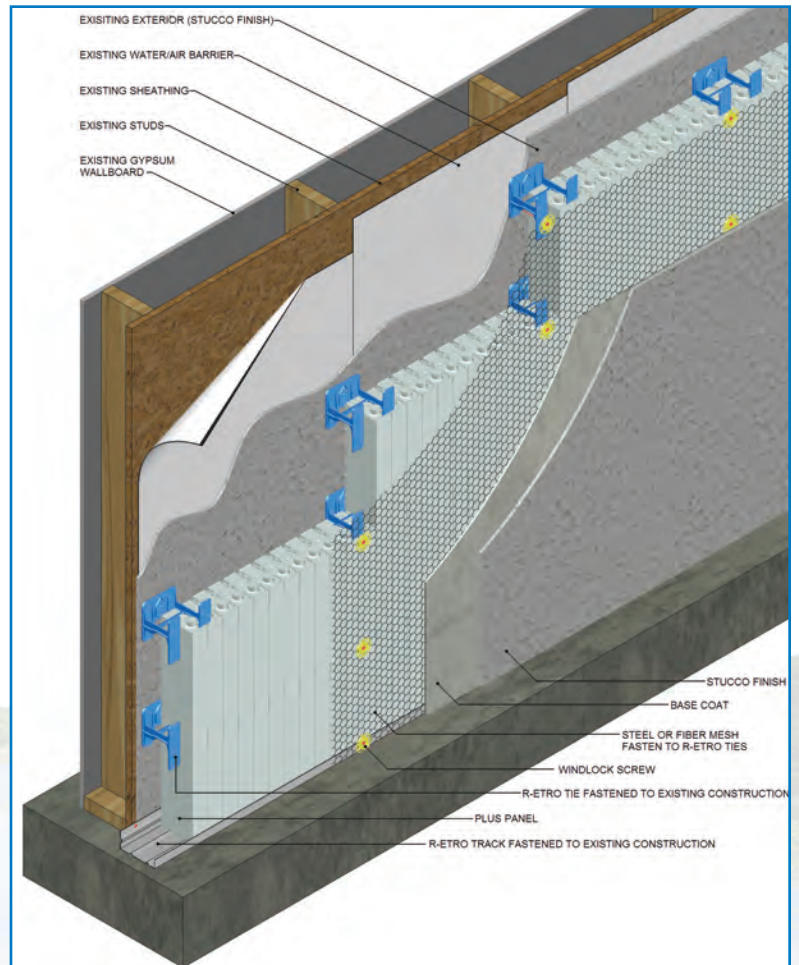 EXISITING EXTERIOR (STUCCO FINISH)
EXISTING WATER/AIR BARRIER
EXISTING SHEATHING
EXISTING STUDS
EXISTING GYPSUM
WALLBOARD
STUCCO FINISH
BASE COAT
STEEL OR FIBER MESH
FASTEN TO R-ETRO TIES
WINDLOCK SCREW
R-ETRO TIE FASTENED TO EXISTING CONSTRUCTION
PLUS PANEL
R-ETRO TRACK FASTENED TO EXISTING CONSTRUCTION